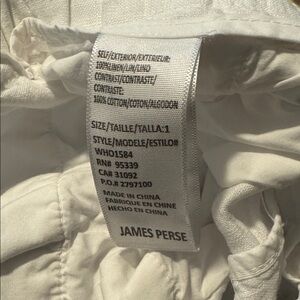 SELF/EXTERIOR/EXTERIEUR:
100%LINEN/LIN/LINO
CONTRAST/CONTRASTE/
CONTRASTE:
100% COTTON/COTON/ALGODON
SIZE/TAILLE/TALLA:1
STYLE/MODELE/ESTILO#
WHO1584
RN# 95339
CA# 31092
P.O.# 2797100
MADE IN CHINA
FABRIQUE EN CHINE
HECHO EN CHINA
JAMES PERSE